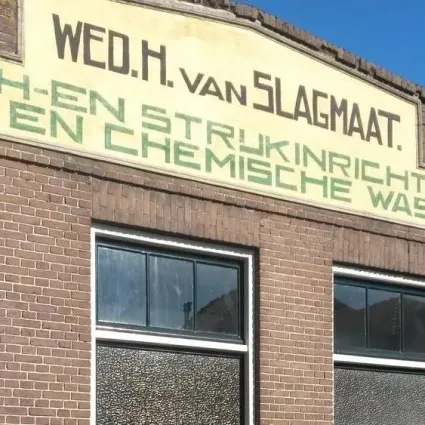 WED. H. VAN SLAGMAAT.
H-EN STRIJKINRICHT
EN CHEMISCHE WAS